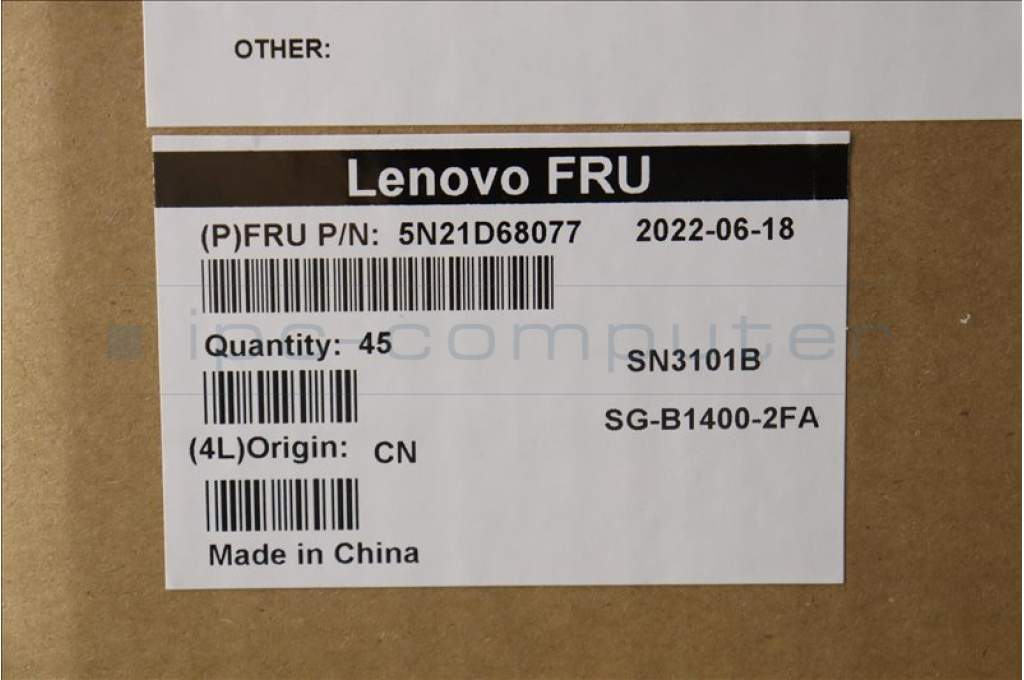 OTHER:
Lenovo FRU
(P)FRU P/N: 5N21D68077 2022-06-18
ipc-computer
Quantity: 45
SN3101B
SG-B1400-2FA
(4L)Origin: CN
Made in China